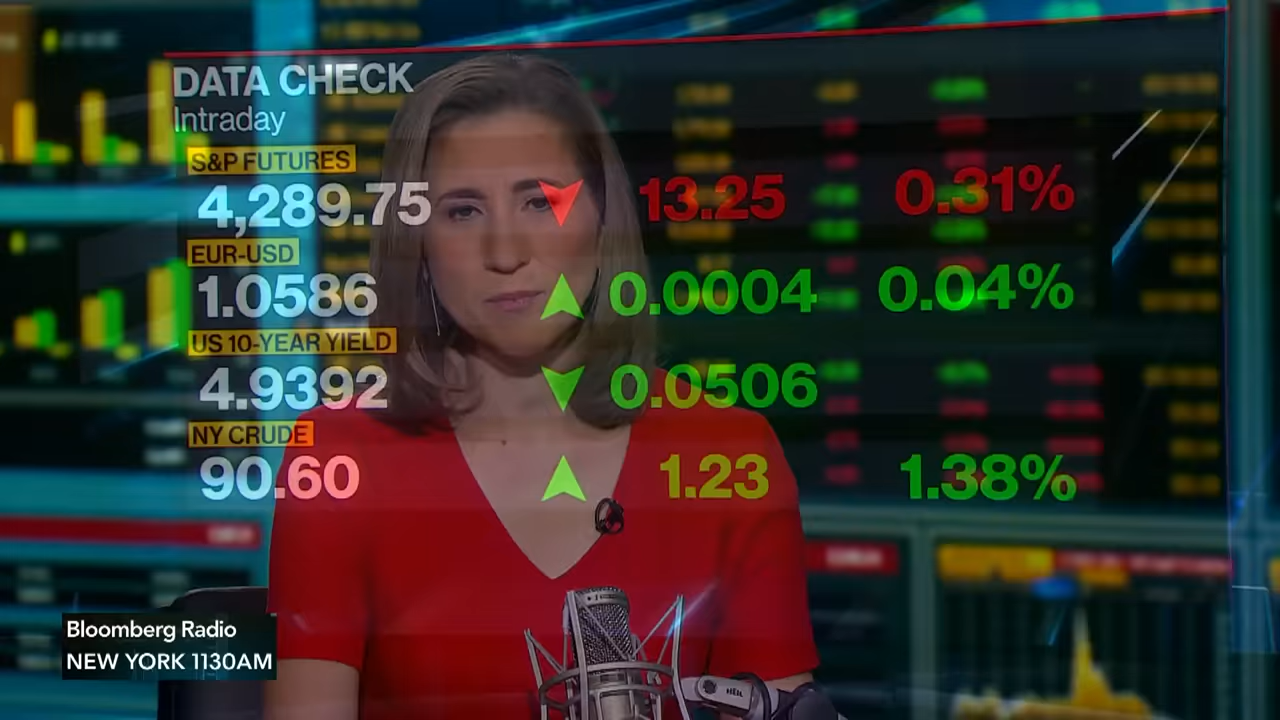 DATA CHECK
Intraday
S&P FUTURES
4,289.75 13.25 0.31%
EUR-USD
1.0586 0.0004 0.04%
US 10-YEAR YIELD
4.9392 0.0506
NY CRUDE
90.60 1.23 1.38%
Bloomberg Radio
NEW YORK 1130AM